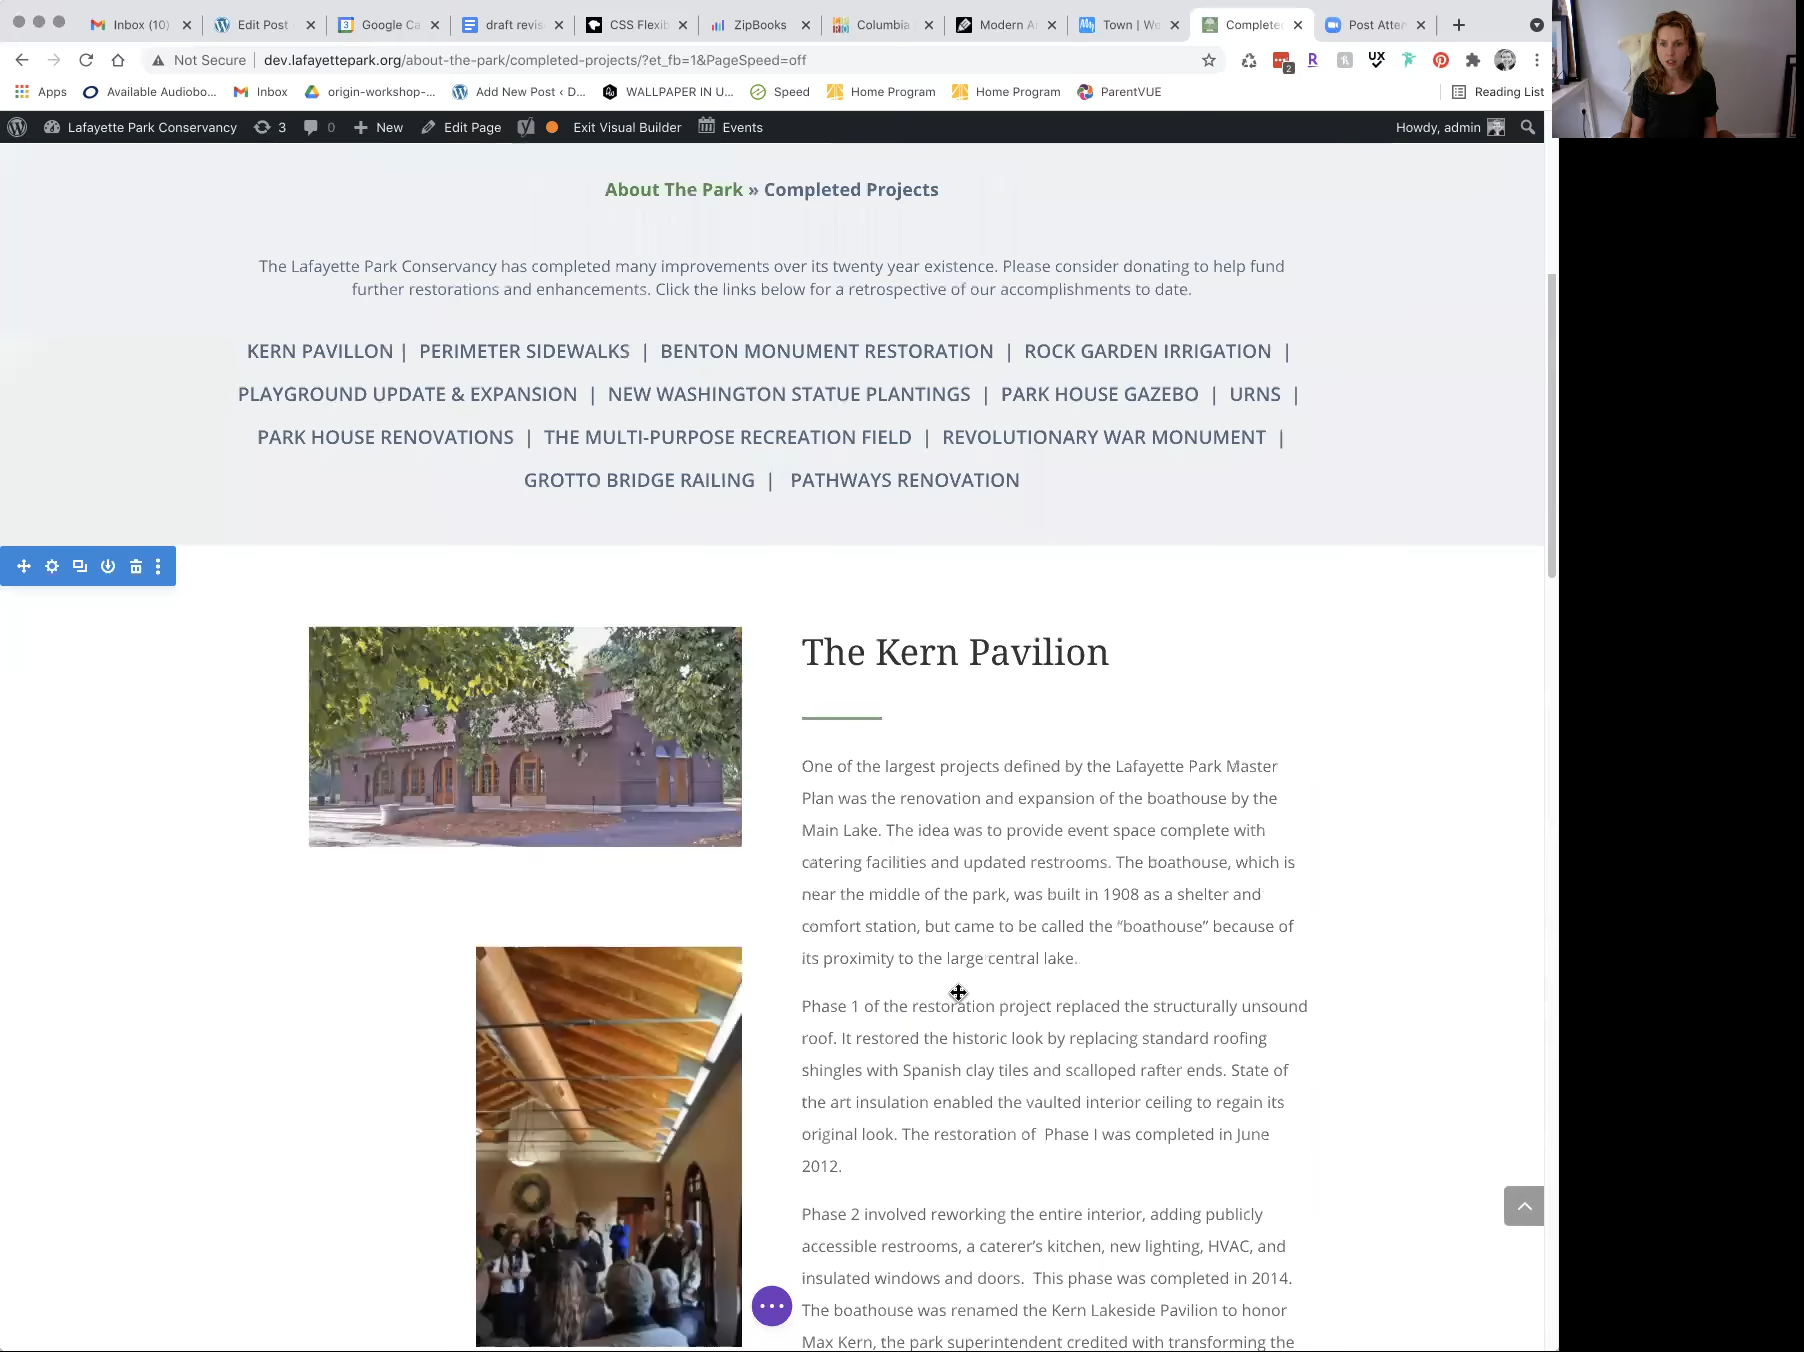 Inbox (10)
Edit Post
Google Ca
draft revis
CSS Flexib
ZipBooks
Columbia
Modern A
Town | We
Complete
Post Atten
Not Secure
dev.lafayettepark.org/about-the-park/completed-projects/?et_fb=1&PageSpeed=off
2
R
UX
Apps
Available Audiobo...
Inbox
origin-workshop-...
Add New Post ‹ D...
WALLPAPER IN U...
Speed
Home Program
Home Program
ParentVUE
Reading List
Lafayette Park Conservancy
3
0
New
Edit Page
Exit Visual Builder
Events
Howdy, admin
About The Park » Completed Projects
The Lafayette Park Conservancy has completed many improvements over its twenty year existence. Please consider donating to help fund
further restorations and enhancements. Click the links below for a retrospective of our accomplishments to date.
KERN PAVILLON | PERIMETER SIDEWALKS | BENTON MONUMENT RESTORATION | ROCK GARDEN IRRIGATION |
PLAYGROUND UPDATE & EXPANSION | NEW WASHINGTON STATUE PLANTINGS | PARK HOUSE GAZEBO | URNS |
PARK HOUSE RENOVATIONS | THE MULTI-PURPOSE RECREATION FIELD | REVOLUTIONARY WAR MONUMENT |
GROTTO BRIDGE RAILING | PATHWAYS RENOVATION
The Kern Pavilion
One of the largest projects defined by the Lafayette Park Master
Plan was the renovation and expansion of the boathouse by the
Main Lake. The idea was to provide event space complete with
catering facilities and updated restrooms. The boathouse, which is
near the middle of the park, was built in 1908 as a shelter and
comfort station, but came to be called the “boathouse” because of
its proximity to the large central lake.
Phase 1 of the restoration project replaced the structurally unsound
roof. It restored the historic look by replacing standard roofing
shingles with Spanish clay tiles and scalloped rafter ends. State of
the art insulation enabled the vaulted interior ceiling to regain its
original look. The restoration of Phase I was completed in June
2012.
Phase 2 involved reworking the entire interior, adding publicly
accessible restrooms, a caterer’s kitchen, new lighting, HVAC, and
insulated windows and doors. This phase was completed in 2014.
The boathouse was renamed the Kern Lakeside Pavilion to honor
Max Kern, the park superintendent credited with transforming the